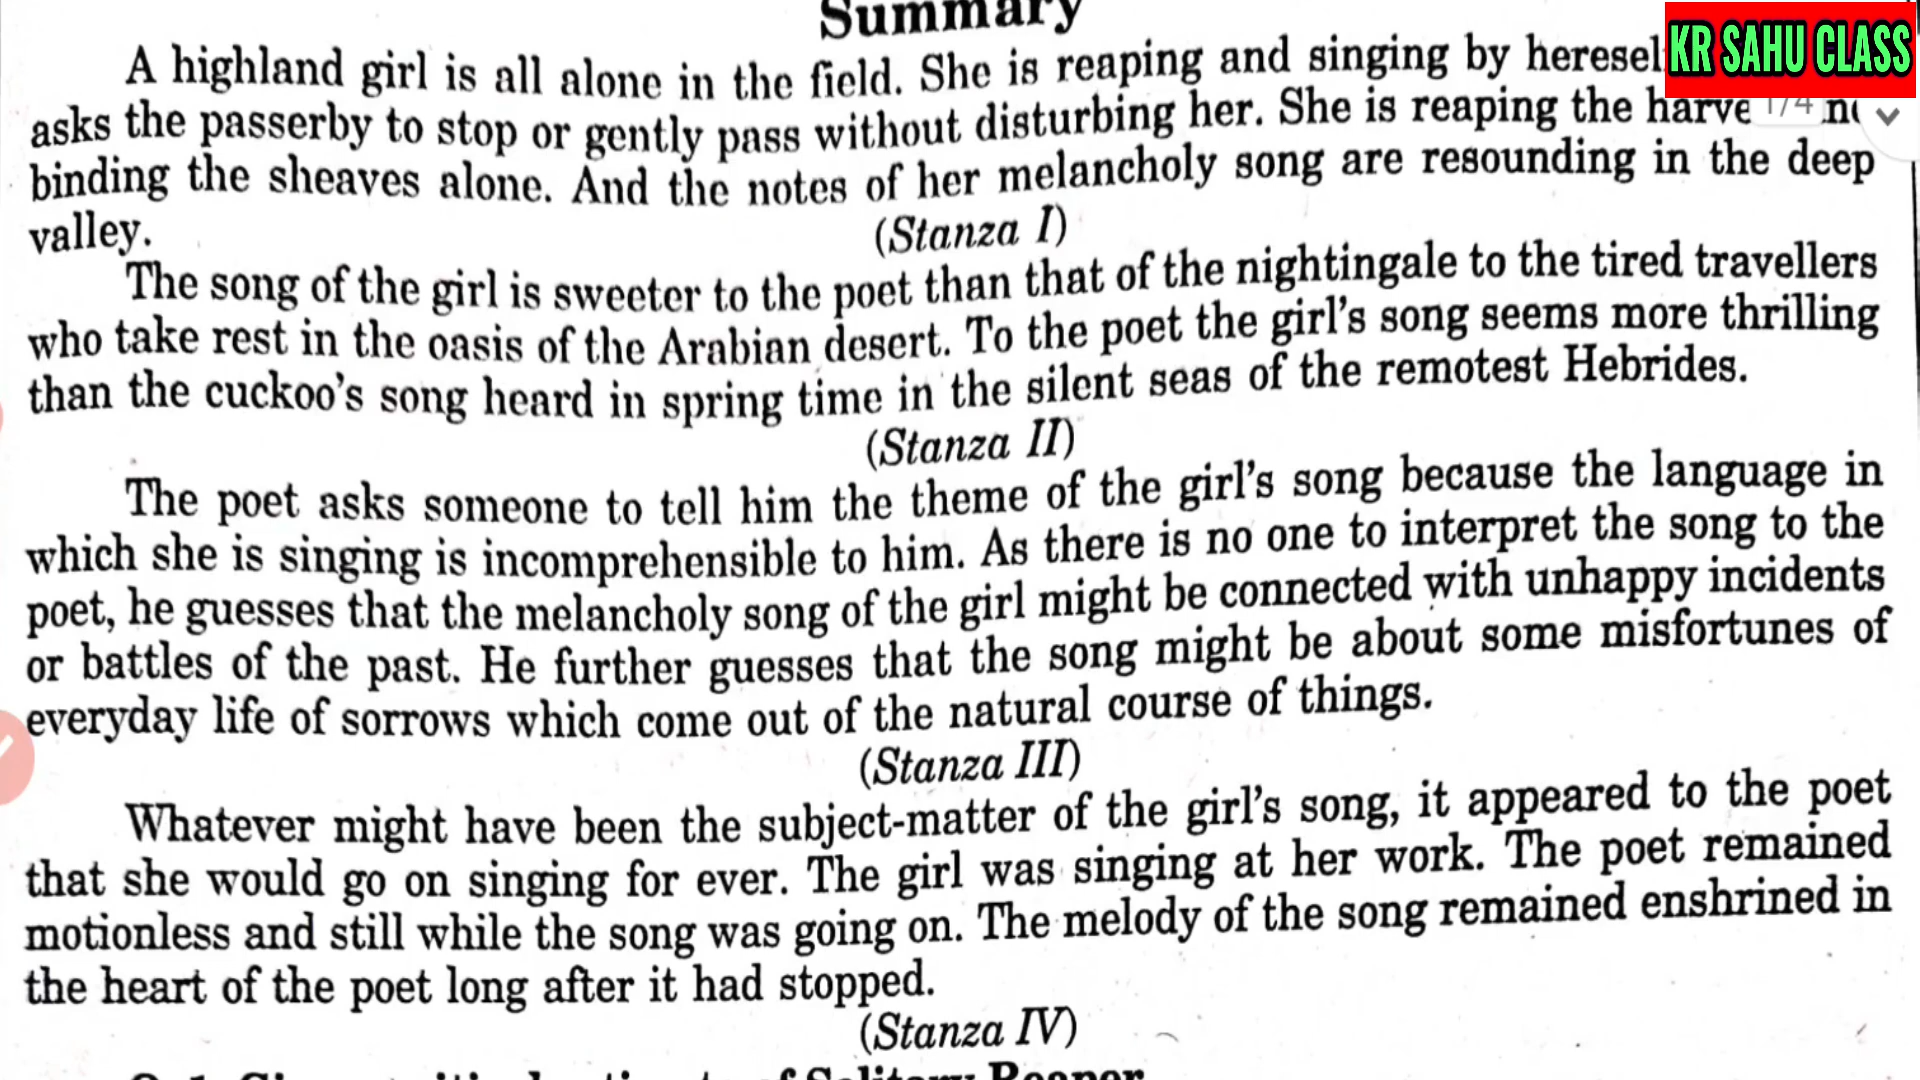 Summary
A highland girl is all alone in the field. She is reaping and singing by heresel
KR SAHU CLASS
asks the passerby to stop or gently pass without disturbing her. She is reaping the harve
1/4
binding the sheaves alone. And the notes of her melancholy song are resounding in the deep
valley.
(Stanza I)
The song of the girl is sweeter to the poet than that of the nightingale to the tired travellers
who take rest in the oasis of the Arabian desert. To the poet the girl's song seems more thrilling
than the cuckoo's song heard in spring time in the silent seas of the remotest Hebrides.
(Stanza II)
The poet asks someone to tell him the theme of the girl's song because the language in
which she is singing is incomprehensible to him. As there is no one to interpret the song to the
poet, he guesses that the melancholy song of the girl might be connected with unhappy incidents
or battles of the past. He further guesses that the song might be about some misfortunes of
everyday life of sorrows which come out of the natural course of things.
(Stanza III)
Whatever might have been the subject-matter of the girl's song, it appeared to the poet
that she would go on singing for ever. The girl was singing at her work. The poet remained
motionless and still while the song was going on. The melody of the song remained enshrined in
the heart of the poet long after it had stopped.
(Stanza IV)
of Solitary Reaper